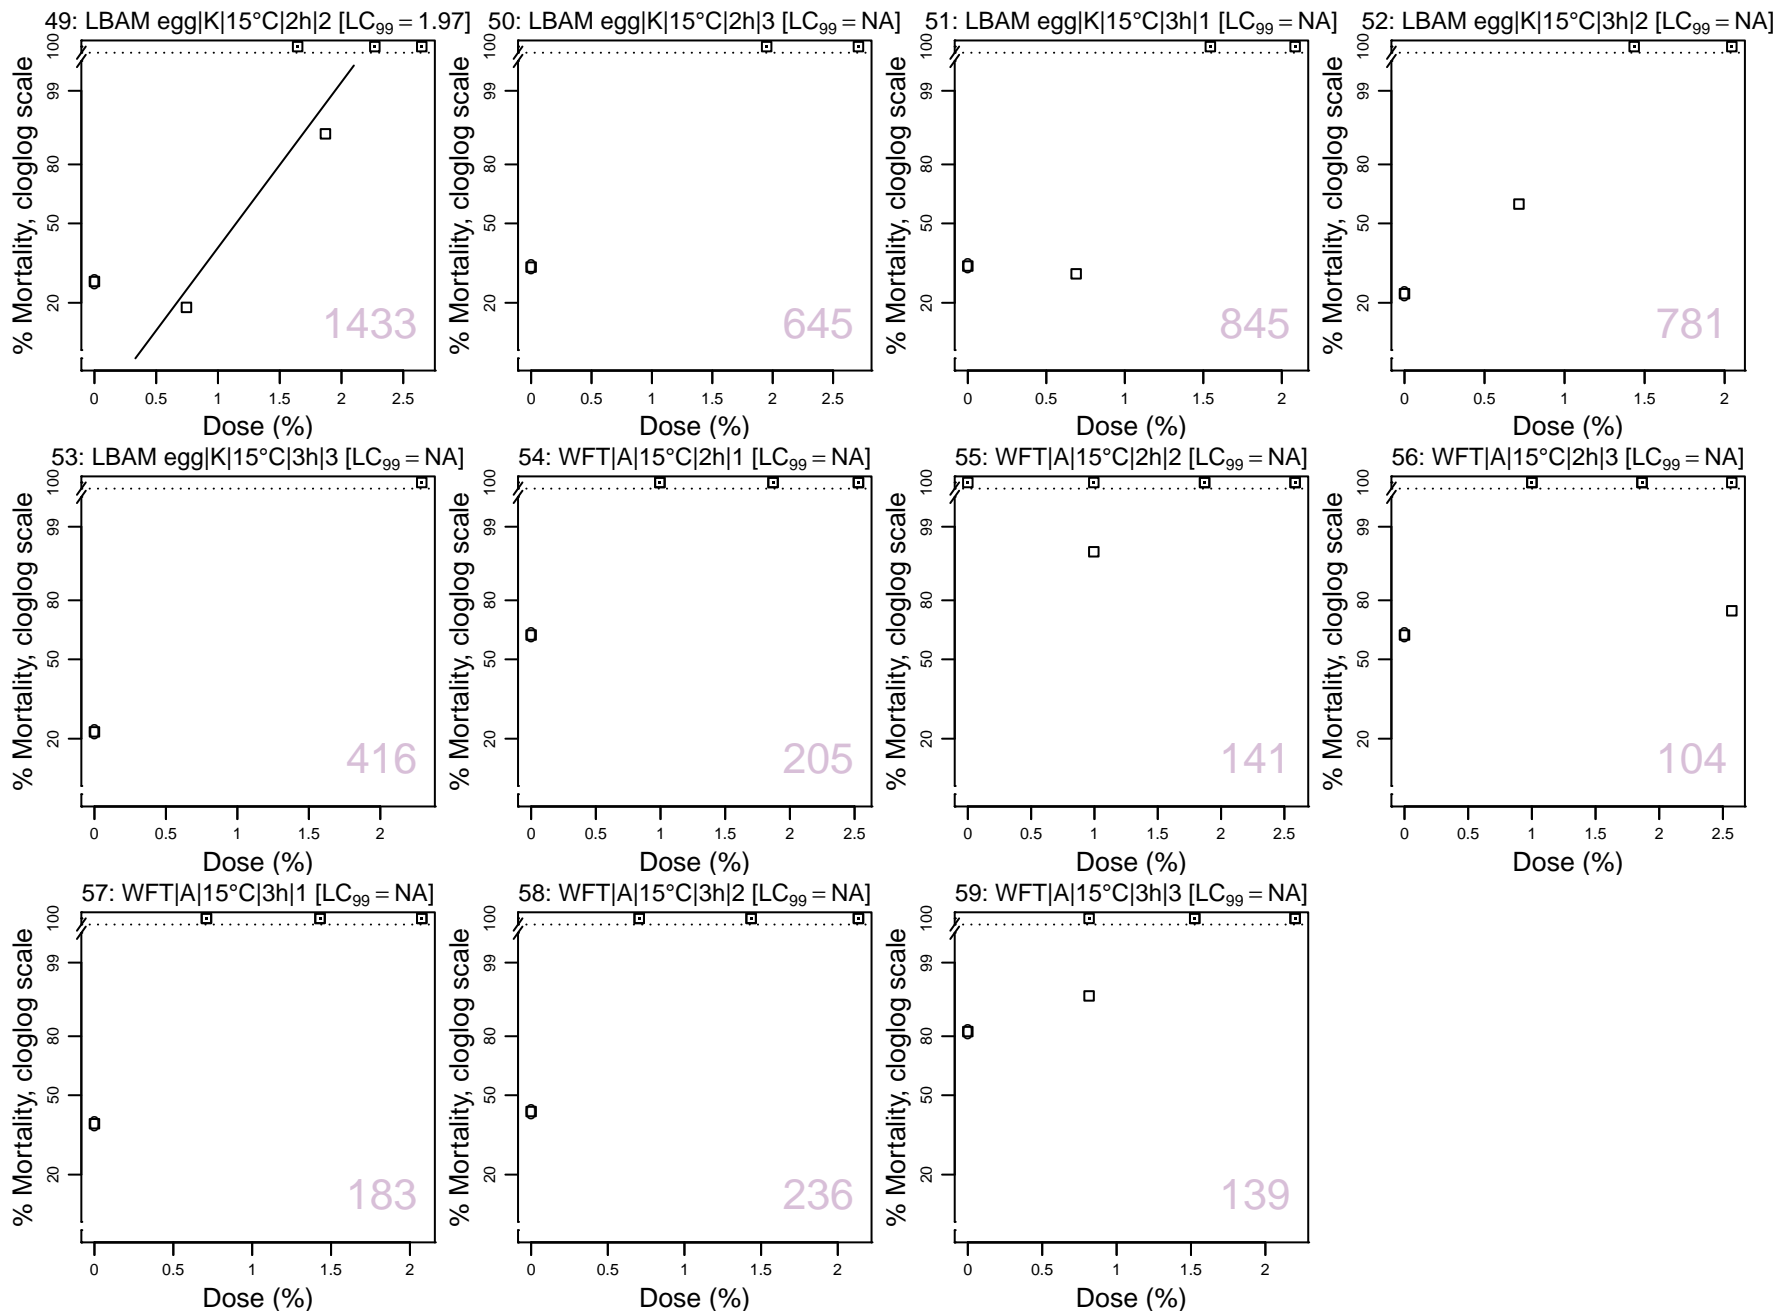 49: LBAM egg|K|15°C|2h|2 [LC99 = 1.97]
% Mortality, cloglog scale
100
99
80
50
20
1433
0 0.5 1 1.5 2 2.5
Dose (%)
50: LBAM egg|K|15°C|2h|3 [LC99 = NA]
% Mortality, cloglog scale
100
99
80
50
20
645
0 0.5 1 1.5 2 2.5
Dose (%)
51: LBAM egg|K|15°C|3h|1 [LC99 = NA]
% Mortality, cloglog scale
100
99
80
50
20
845
0 0.5 1 1.5 2
Dose (%)
52: LBAM egg|K|15°C|3h|2 [LC99 = NA]
% Mortality, cloglog scale
100
99
80
50
20
781
0 0.5 1 1.5 2
Dose (%)
53: LBAM egg|K|15°C|3h|3 [LC99 = NA]
% Mortality, cloglog scale
100
99
80
50
20
416
0 0.5 1 1.5 2
Dose (%)
54: WFT|A|15°C|2h|1 [LC99 = NA]
% Mortality, cloglog scale
100
99
80
50
20
205
0 0.5 1 1.5 2 2.5
Dose (%)
55: WFT|A|15°C|2h|2 [LC99 = NA]
% Mortality, cloglog scale
100
99
80
50
20
141
0 0.5 1 1.5 2 2.5
Dose (%)
56: WFT|A|15°C|2h|3 [LC99 = NA]
% Mortality, cloglog scale
100
99
80
50
20
104
0 0.5 1 1.5 2 2.5
Dose (%)
57: WFT|A|15°C|3h|1 [LC99 = NA]
% Mortality, cloglog scale
100
99
80
50
20
183
0 0.5 1 1.5 2
Dose (%)
58: WFT|A|15°C|3h|2 [LC99 = NA]
% Mortality, cloglog scale
100
99
80
50
20
236
0 0.5 1 1.5 2
Dose (%)
59: WFT|A|15°C|3h|3 [LC99 = NA]
% Mortality, cloglog scale
100
99
80
50
20
139
0 0.5 1 1.5 2
Dose (%)